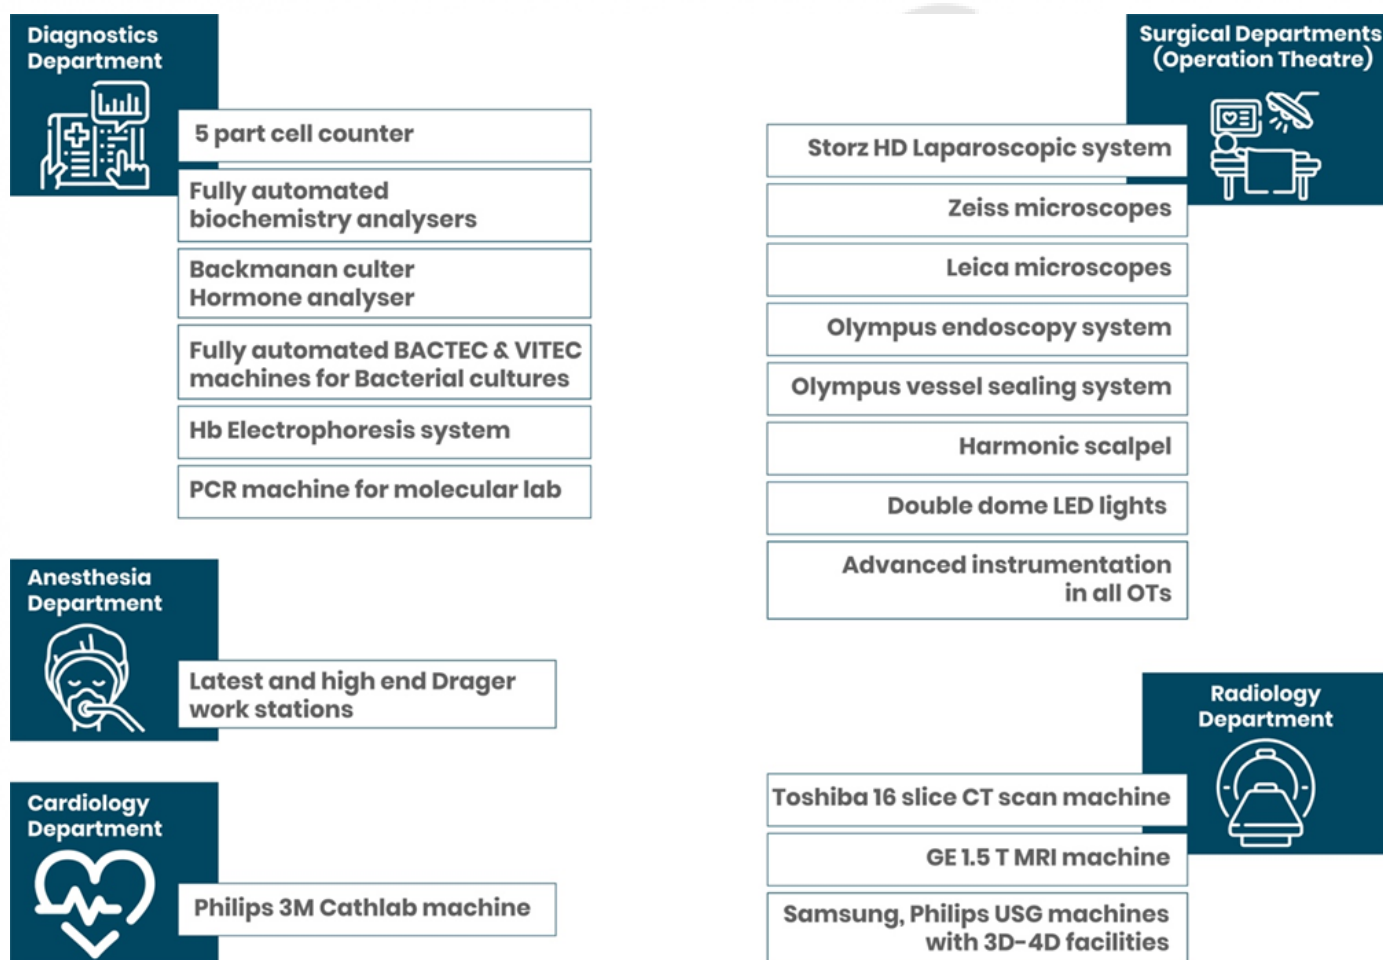 Diagnostics
Department
5 part cell counter
Fully automated
biochemistry analysers
Backmanan culter
Hormone analyser
Fully automated BACTEC & VITEC
machines for Bacterial cultures
Hb Electrophoresis system
PCR machine for molecular lab
Anesthesia
Department
Latest and high end Drager
work stations
Cardiology
Department
Philips 3M Cathlab machine
Surgical Departments
(Operation Theatre)
Storz HD Laparoscopic system
Zeiss microscopes
Leica microscopes
Olympus endoscopy system
Olympus vessel sealing system
Harmonic scalpel
Double dome LED lights
Advanced instrumentation
in all OTs
Radiology
Department
Toshiba 16 slice CT scan machine
GE 1.5 T MRI machine
Samsung, Philips USG machines
with 3D-4D facilities